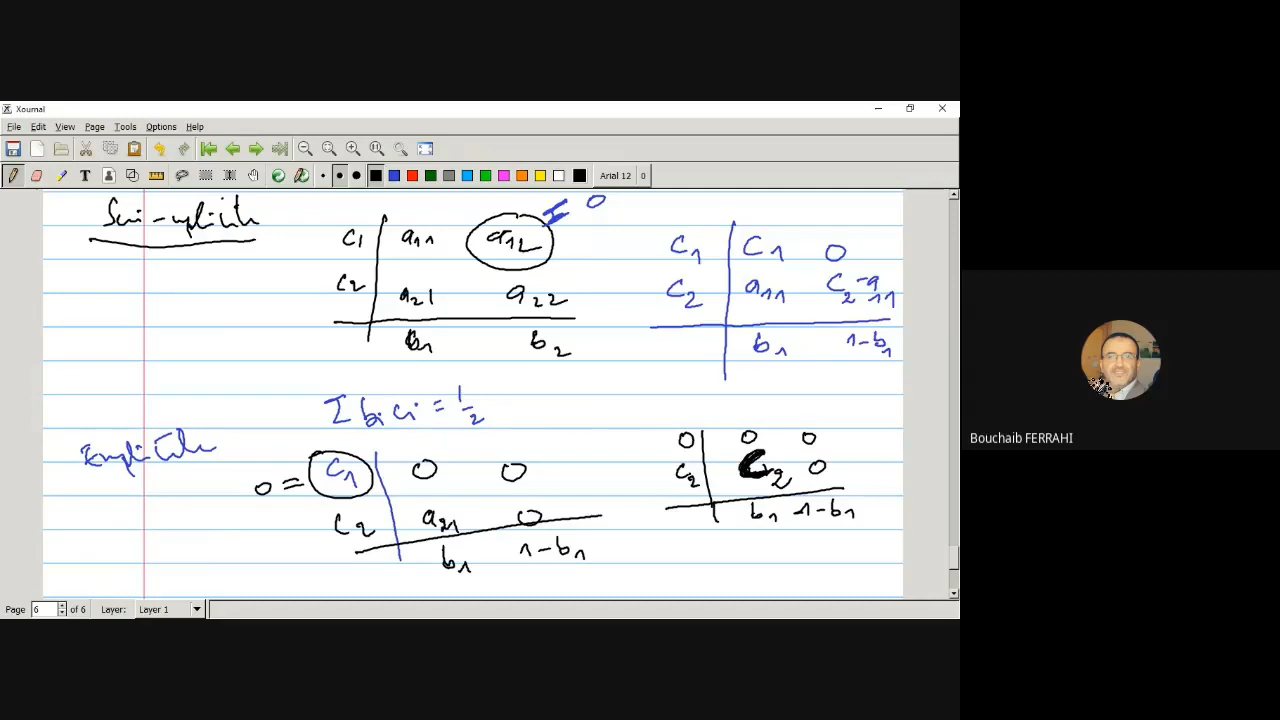 Xournal
File Edit View Page Tools Options Help
Arial 12 0
Semi-explicite
c1 a11 a12 = 0
c2 a21 a22
b1 b2
C1 C1 0
C2 a11 C2-a11
b1 1-b1
Σ bi ci = 1/2
Explicite
0 = C1 0 0
C2 a21 0
b1 1-b1
0 0 0
C2 C2 0
b1 1-b1
Bouchaib FERRAHI
Page 6 of 6 Layer: Layer 1